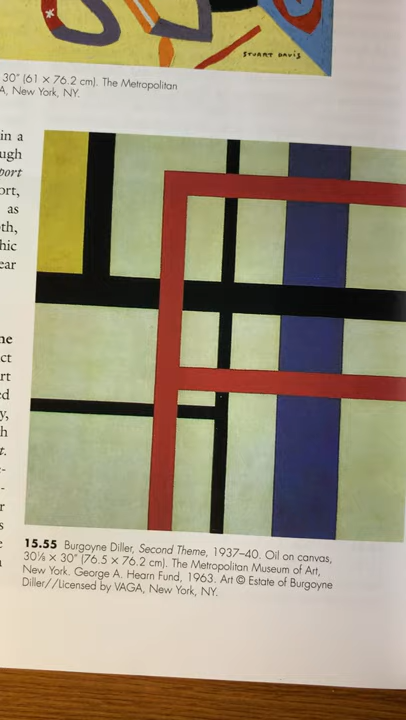 STUART DAVIS
30" (61 × 76.2 cm). The Metropolitan
A, New York, NY.
in a
ugh
port
ort,
as
th,
hic
ear
ne
ct
rt
ed
y,
h
t.
-
-
r
s
15.55 Burgoyne Diller, Second Theme, 1937–40. Oil on canvas,
30⅛ × 30" (76.5 × 76.2 cm). The Metropolitan Museum of Art,
New York. George A. Hearn Fund, 1963. Art © Estate of Burgoyne
Diller//Licensed by VAGA, New York, NY.